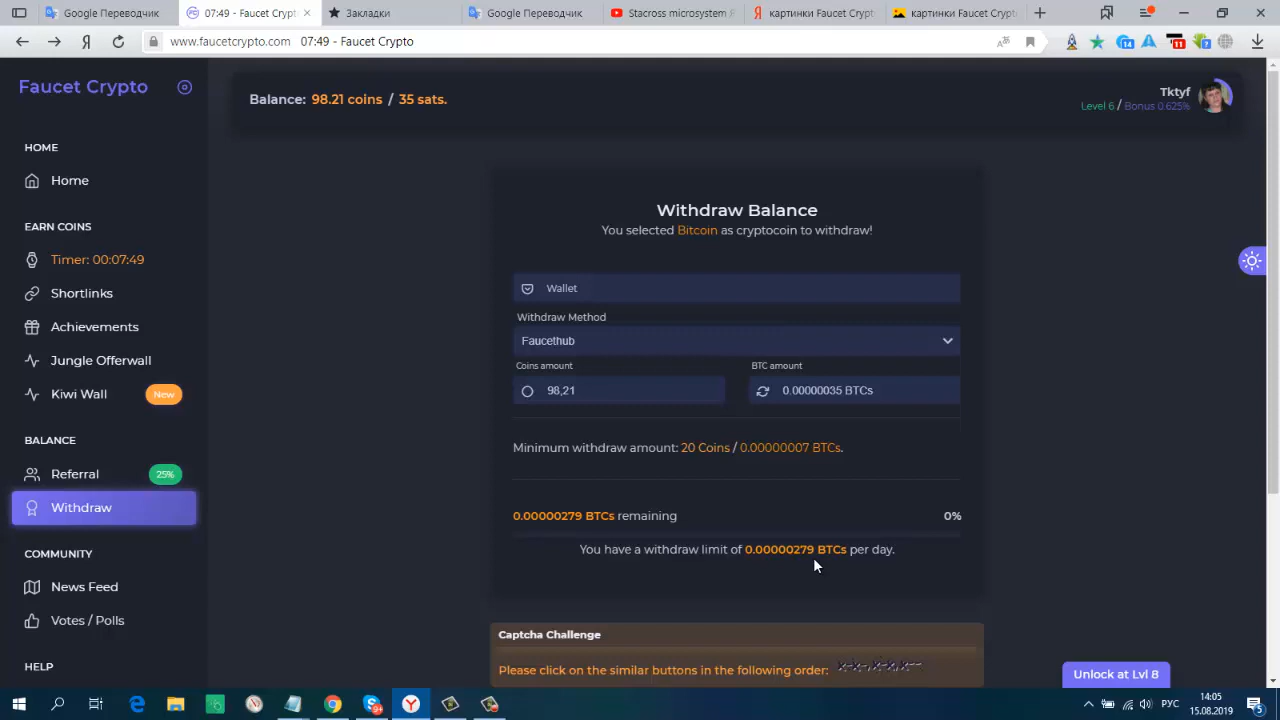 Google Переводчик
07:49 - Faucet Crypto
Закладки
Google Переводчик
Stacross microsystem
картинки Faucet Crypto
картинки Faucet Crypto
www.faucetcrypto.com 07:49 - Faucet Crypto
14
11
?
Faucet Crypto
Balance: 98.21 coins / 35 sats.
Tktyf
Level 6 / Bonus 0.625%
HOME
Home
EARN COINS
Timer: 00:07:49
Shortlinks
Achievements
Jungle Offerwall
Kiwi Wall New
BALANCE
Referral 25%
Withdraw
COMMUNITY
News Feed
Votes / Polls
HELP
Withdraw Balance
You selected Bitcoin as cryptocoin to withdraw!
Wallet
Withdraw Method
Faucethub
Coins amount BTC amount
98,21 0.00000035 BTCs
Minimum withdraw amount: 20 Coins / 0.00000007 BTCs.
0.00000279 BTCs remaining 0%
You have a withdraw limit of 0.00000279 BTCs per day.
Captcha Challenge
Please click on the similar buttons in the following order:
Unlock at Lvl 8
РУС
14:05
15.08.2019
5